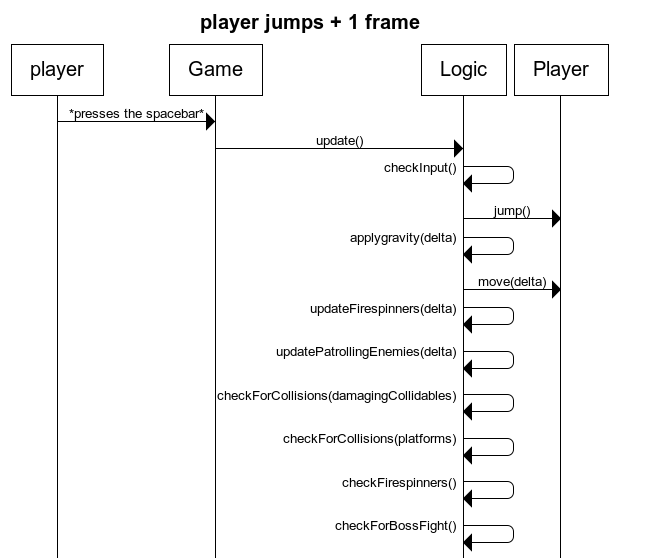 player jumps + 1 frame
player
Game
Logic
Player
*presses the spacebar*
update()
checkInput()
jump()
applygravity(delta)
move(delta)
updateFirespinners(delta)
updatePatrollingEnemies(delta)
checkForCollisions(damagingCollidables)
checkForCollisions(platforms)
checkFirespinners()
checkForBossFight()